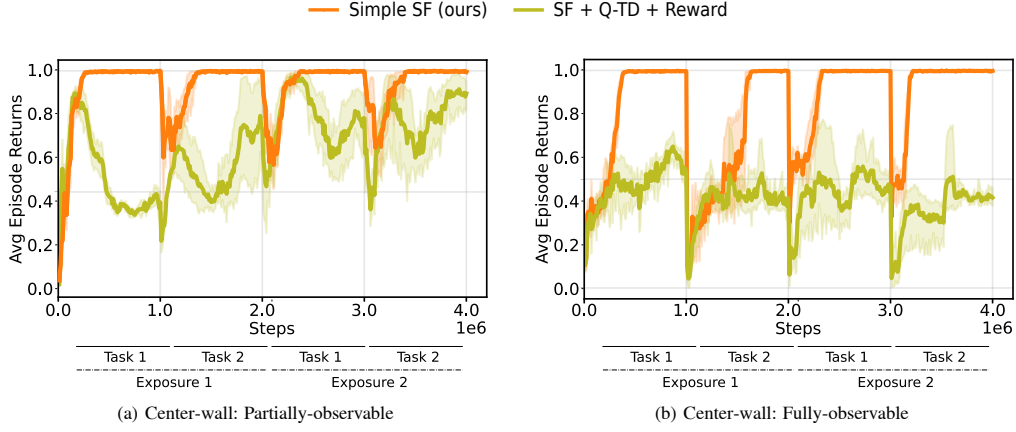 Simple SF (ours) SF + Q-TD + Reward
Avg Episode Returns
1.0
0.8
0.6
0.4
0.2
0.0
0.0 1.0 2.0 3.0 4.0
Steps 1e6
Task 1 Task 2 Task 1 Task 2
Exposure 1 Exposure 2
(a) Center-wall: Partially-observable
Avg Episode Returns
1.0
0.8
0.6
0.4
0.2
0.0
0.0 1.0 2.0 3.0 4.0
Steps 1e6
Task 1 Task 2 Task 1 Task 2
Exposure 1 Exposure 2
(b) Center-wall: Fully-observable